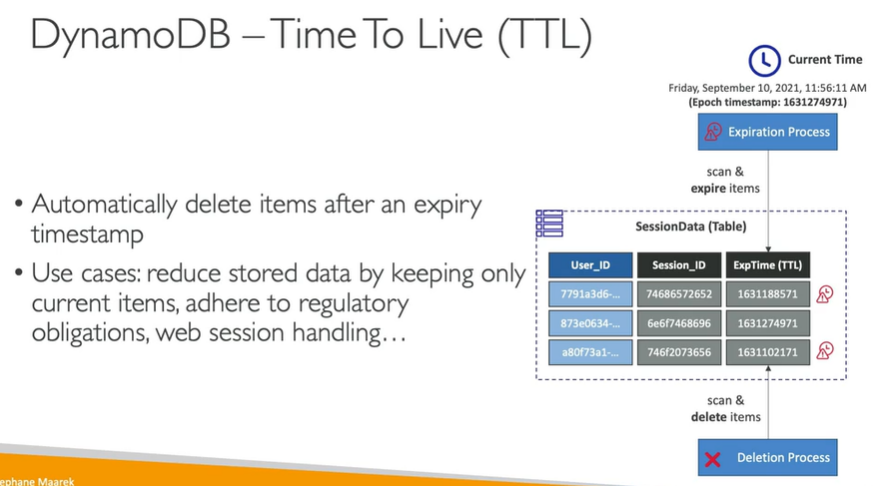 DynamoDB – Time To Live (TTL)
Current Time
Friday, September 10, 2021, 11:56:11 AM
(Epoch timestamp: 1631274971)
Expiration Process
scan &
expire items
• Automatically delete items after an expiry
timestamp
• Use cases: reduce stored data by keeping only
current items, adhere to regulatory
obligations, web session handling…
SessionData (Table)
User_ID Session_ID ExpTime (TTL)
7791a3d6-... 74686572652 1631188571
873e0634-... 6e6f7468696 1631274971
a80f73a1-... 746f2073656 1631102171
scan &
delete items
Deletion Process
ephane Maarek